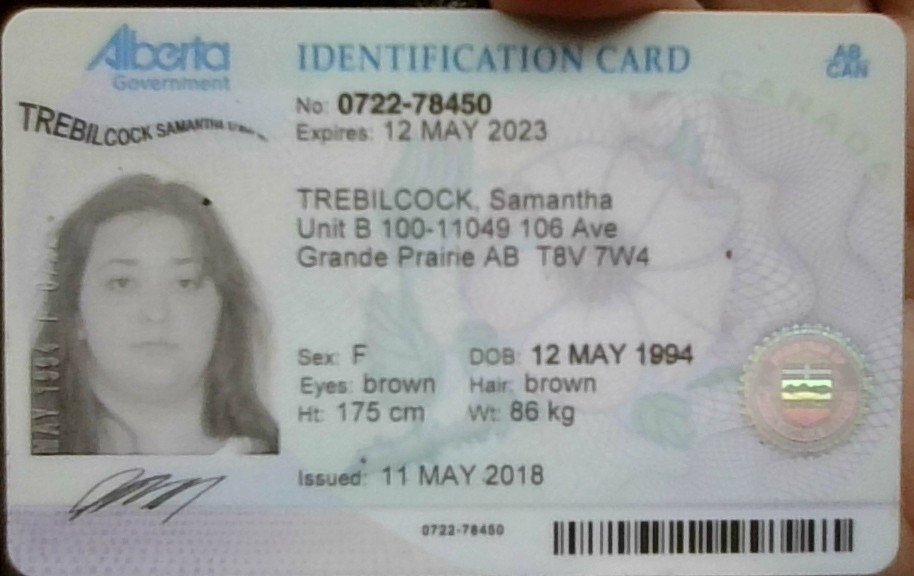 Alberta
Government
IDENTIFICATION CARD
AB
CAN
CANADA
No: 0722-78450
Expires: 12 MAY 2023
TREBILCOCK SAMANTHA
TREBILCOCK, Samantha
Unit B 100-11049 106 Ave
Grande Prairie AB T8V 7W4
MAY 1994
Sex: F DOB: 12 MAY 1994
Eyes: brown Hair: brown
Ht: 175 cm Wt: 86 kg
Issued: 11 MAY 2018
0722-78450